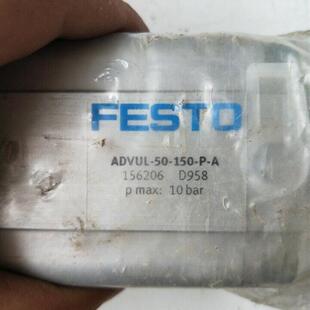 FESTO
ADVUL-50-150-P-A
156206 D958
p max: 10 bar